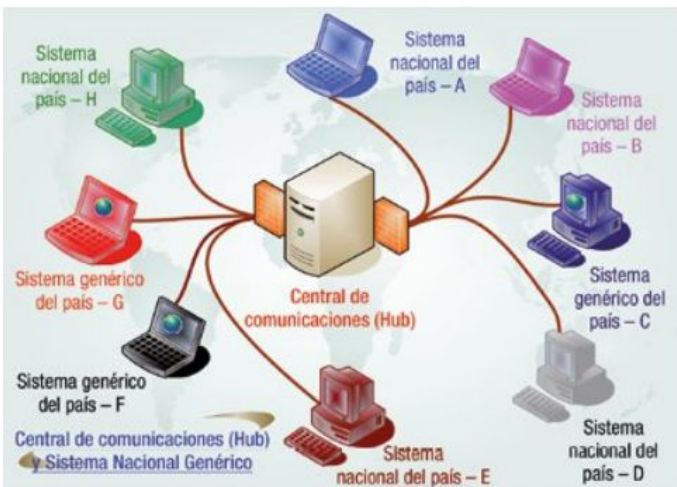 Sistema
nacional del
país – H
Sistema
nacional del
país – A
Sistema
nacional del
país – B
Sistema genérico
del país – G
Central de
comunicaciones (Hub)
Sistema
genérico del
país – C
Sistema genérico
del país – F
Sistema
nacional del
país – E
Sistema
nacional del
país – D
Central de comunicaciones (Hub)
y Sistema Nacional Genérico